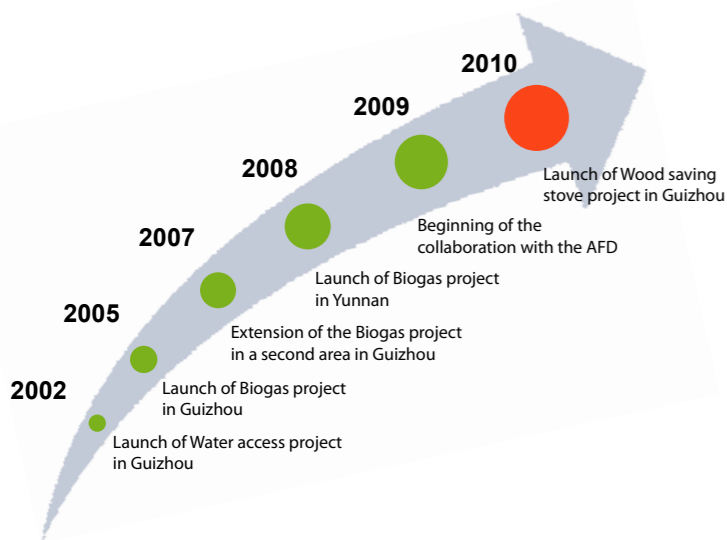 2010
Launch of Wood saving
stove project in Guizhou
2009
Beginning of the
collaboration with the AFD
2008
Launch of Biogas project
in Yunnan
2007
Extension of the Biogas project
in a second area in Guizhou
2005
Launch of Biogas project
in Guizhou
2002
Launch of Water access project
in Guizhou